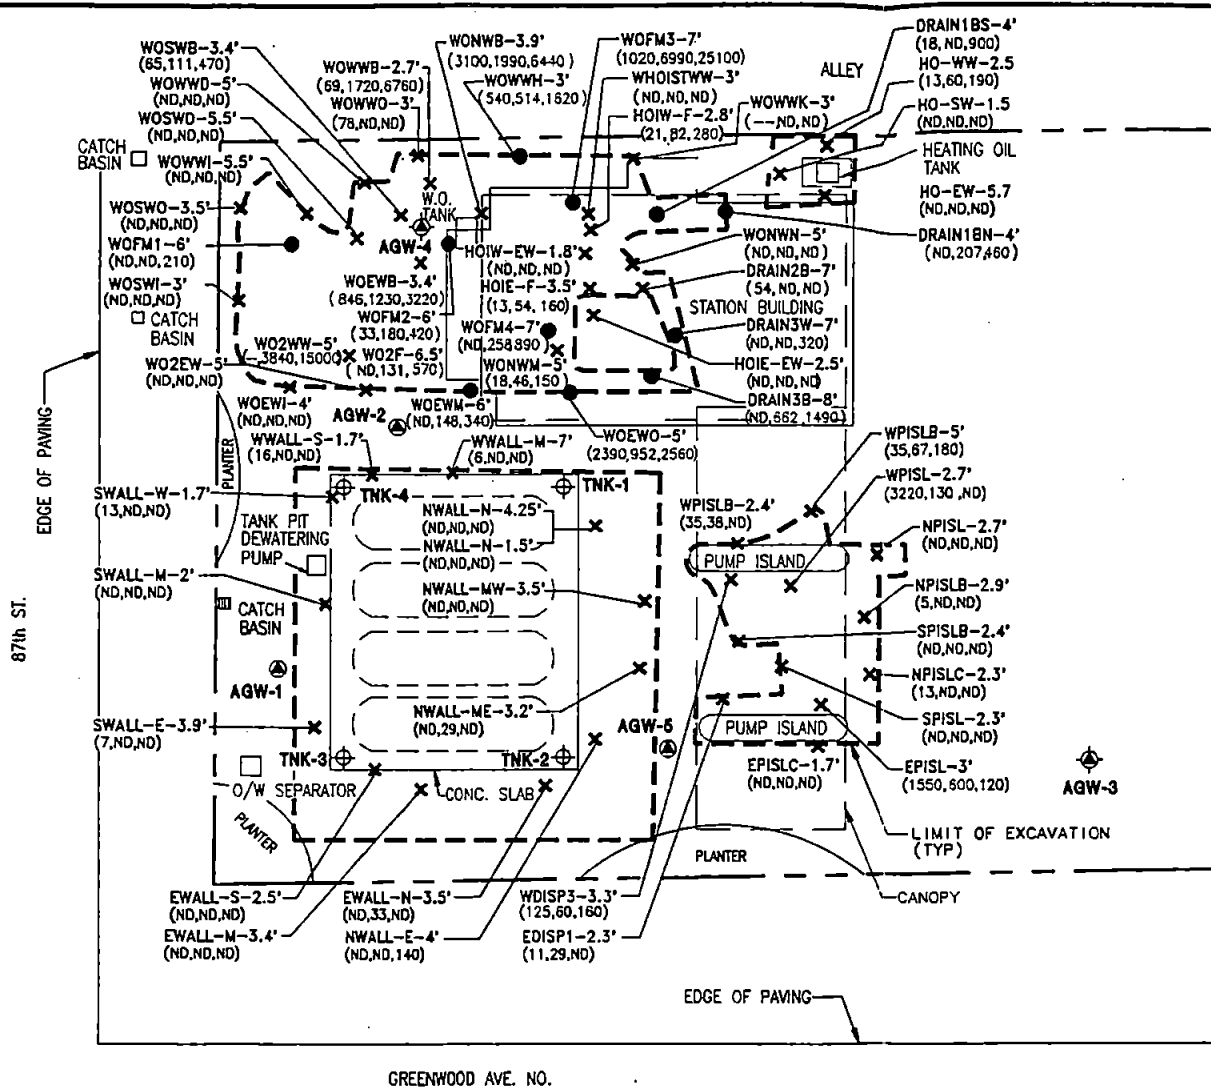 WOSWB-3.4'
(65,111,470)
WOWWD-5'
(ND,ND,ND)
WOSWD-5.5'
(ND,ND,ND)
WOWWI-5.5'
(ND,ND,ND)
WOSWO-3.5'
(ND,ND,ND)
WOFM1-6'
(ND,ND,210)
WOSWI-3'
(ND,ND,ND)
CATCH
BASIN
CATCH
BASIN
WOWWB-2.7'
(69,1720,6760)
WOWWO-3'
(78,ND,ND)
WONWB-3.9'
(3100,1990,6440)
WOWWH-3'
(540,514,1620)
WOFM3-7'
(1020,6990,25100)
WHOISTWW-3'
(ND,ND,ND)
HOIW-F-2.8'
(21,82,280)
WOWWK-3'
(--,ND,ND)
ALLEY
DRAIN1BS-4'
(18,ND,900)
HO-WW-2.5
(13,60,190)
HO-SW-1.5
(ND,ND,ND)
HEATING OIL
TANK
HO-EW-5.7
(ND,ND,ND)
DRAIN1BN-4'
(ND,207,460)
W.O.
TANK
AGW-4
HOIW-EW-1.8'
(ND,ND,ND)
HOIE-F-3.5'
(13,54,160)
WOEWB-3.4'
(846,1230,3220)
WOFM2-6'
(33,180,420)
WOFM4-7'
(ND,258,890)
WONWM-5'
(18,46,150)
WONWN-5'
(ND,ND,ND)
DRAIN2B-7'
(54,ND,ND)
STATION BUILDING
DRAIN3W-7'
(ND,ND,320)
HOIE-EW-2.5'
(ND,ND,ND)
DRAIN3B-8'
(ND,662,1490)
WO2WW-5'
(--,3840,15000)
WO2EW-5'
(ND,ND,ND)
WO2F-6.5'
(ND,131,570)
WOEWI-4'
(ND,ND,ND)
AGW-2
WOEWM-6'
(ND,148,340)
WOEWO-5'
(2390,952,2560)
EDGE OF PAVING
87th ST.
PLANTER
WWALL-S-1.7'
(16,ND,ND)
WWALL-M-7'
(6,ND,ND)
SWALL-W-1.7'
(13,ND,ND)
TNK-4
TNK-1
TANK PIT
DEWATERING
PUMP
NWALL-N-4.25'
(ND,ND,ND)
NWALL-N-1.5'
(ND,ND,ND)
NWALL-MW-3.5'
(ND,ND,ND)
SWALL-M-2'
(ND,ND,ND)
CATCH
BASIN
AGW-1
SWALL-E-3.9'
(7,ND,ND)
NWALL-ME-3.2'
(ND,29,ND)
AGW-5
TNK-3
TNK-2
O/W SEPARATOR
CONC. SLAB
PLANTER
WPISLB-5'
(35,67,180)
WPISL-2.7'
(3220,130,ND)
WPISLB-2.4'
(35,38,ND)
PUMP ISLAND
NPISL-2.7'
(ND,ND,ND)
NPISLB-2.9'
(5,ND,ND)
SPISLB-2.4'
(ND,ND,ND)
NPISLC-2.3'
(13,ND,ND)
SPISL-2.3'
(ND,ND,ND)
PUMP ISLAND
EPISLC-1.7'
(ND,ND,ND)
EPISL-3'
(1550,600,120)
AGW-3
LIMIT OF EXCAVATION
(TYP)
PLANTER
CANOPY
EWALL-S-2.5'
(ND,ND,ND)
EWALL-M-3.4'
(ND,ND,ND)
EWALL-N-3.5'
(ND,33,ND)
NWALL-E-4'
(ND,ND,140)
WDISP3-3.3'
(125,60,160)
EDISP1-2.3'
(11,29,ND)
EDGE OF PAVING
GREENWOOD AVE. NO.